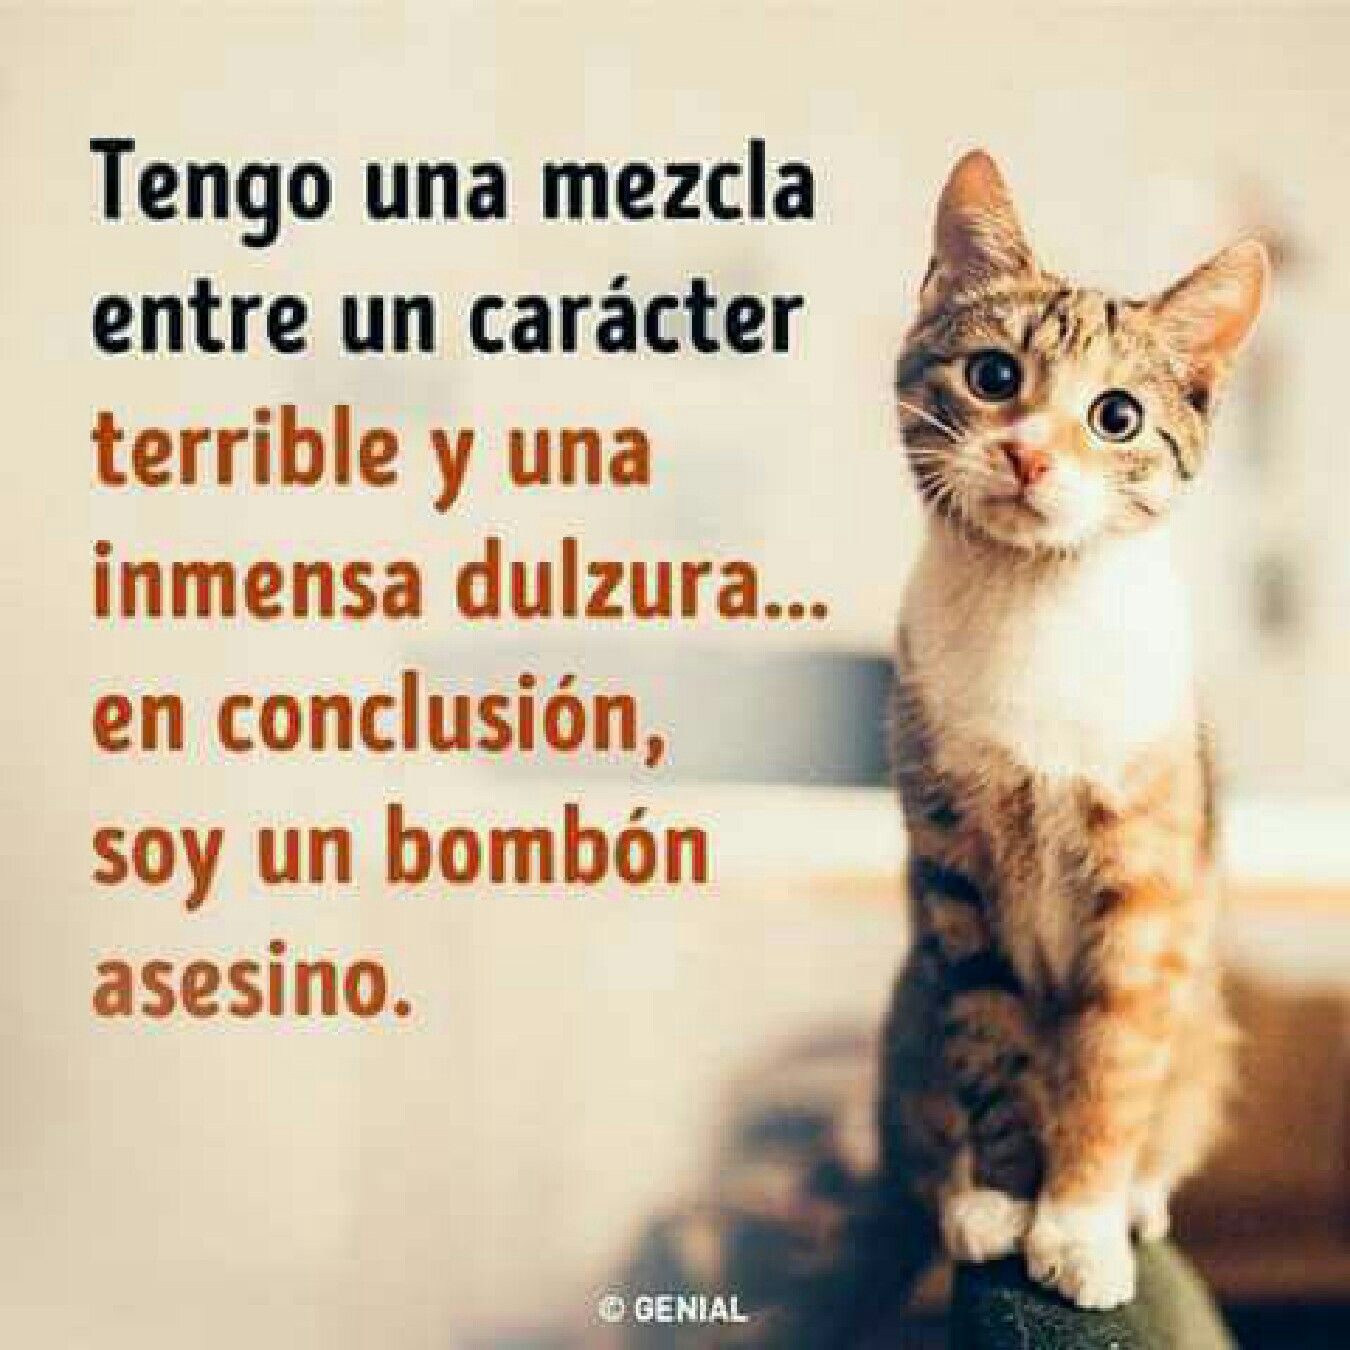 Tengo una mezcla
entre un carácter
terrible y una
inmensa dulzura...
en conclusión,
soy un bombón
asesino.
© GENIAL